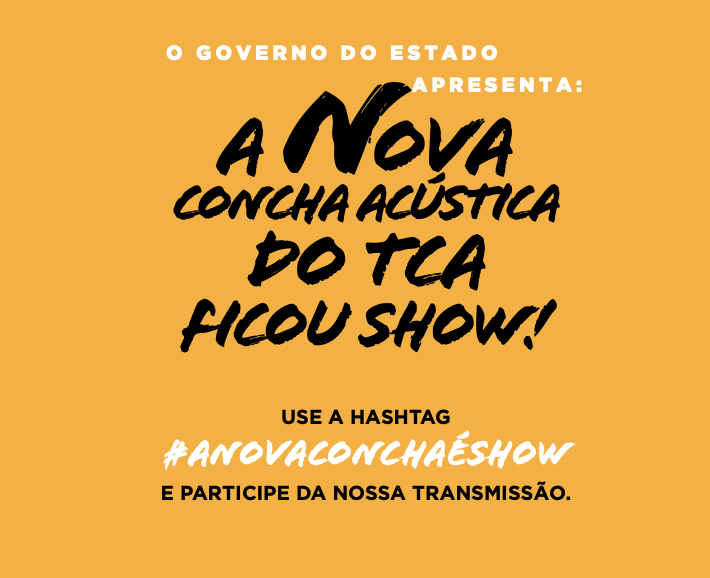 O GOVERNO DO ESTADO
APRESENTA:
A NOVA
CONCHA ACÚSTICA
DO TCA
FICOU SHOW!
USE A HASHTAG
#ANOVACONCHAÉSHOW
E PARTICIPE DA NOSSA TRANSMISSÃO.